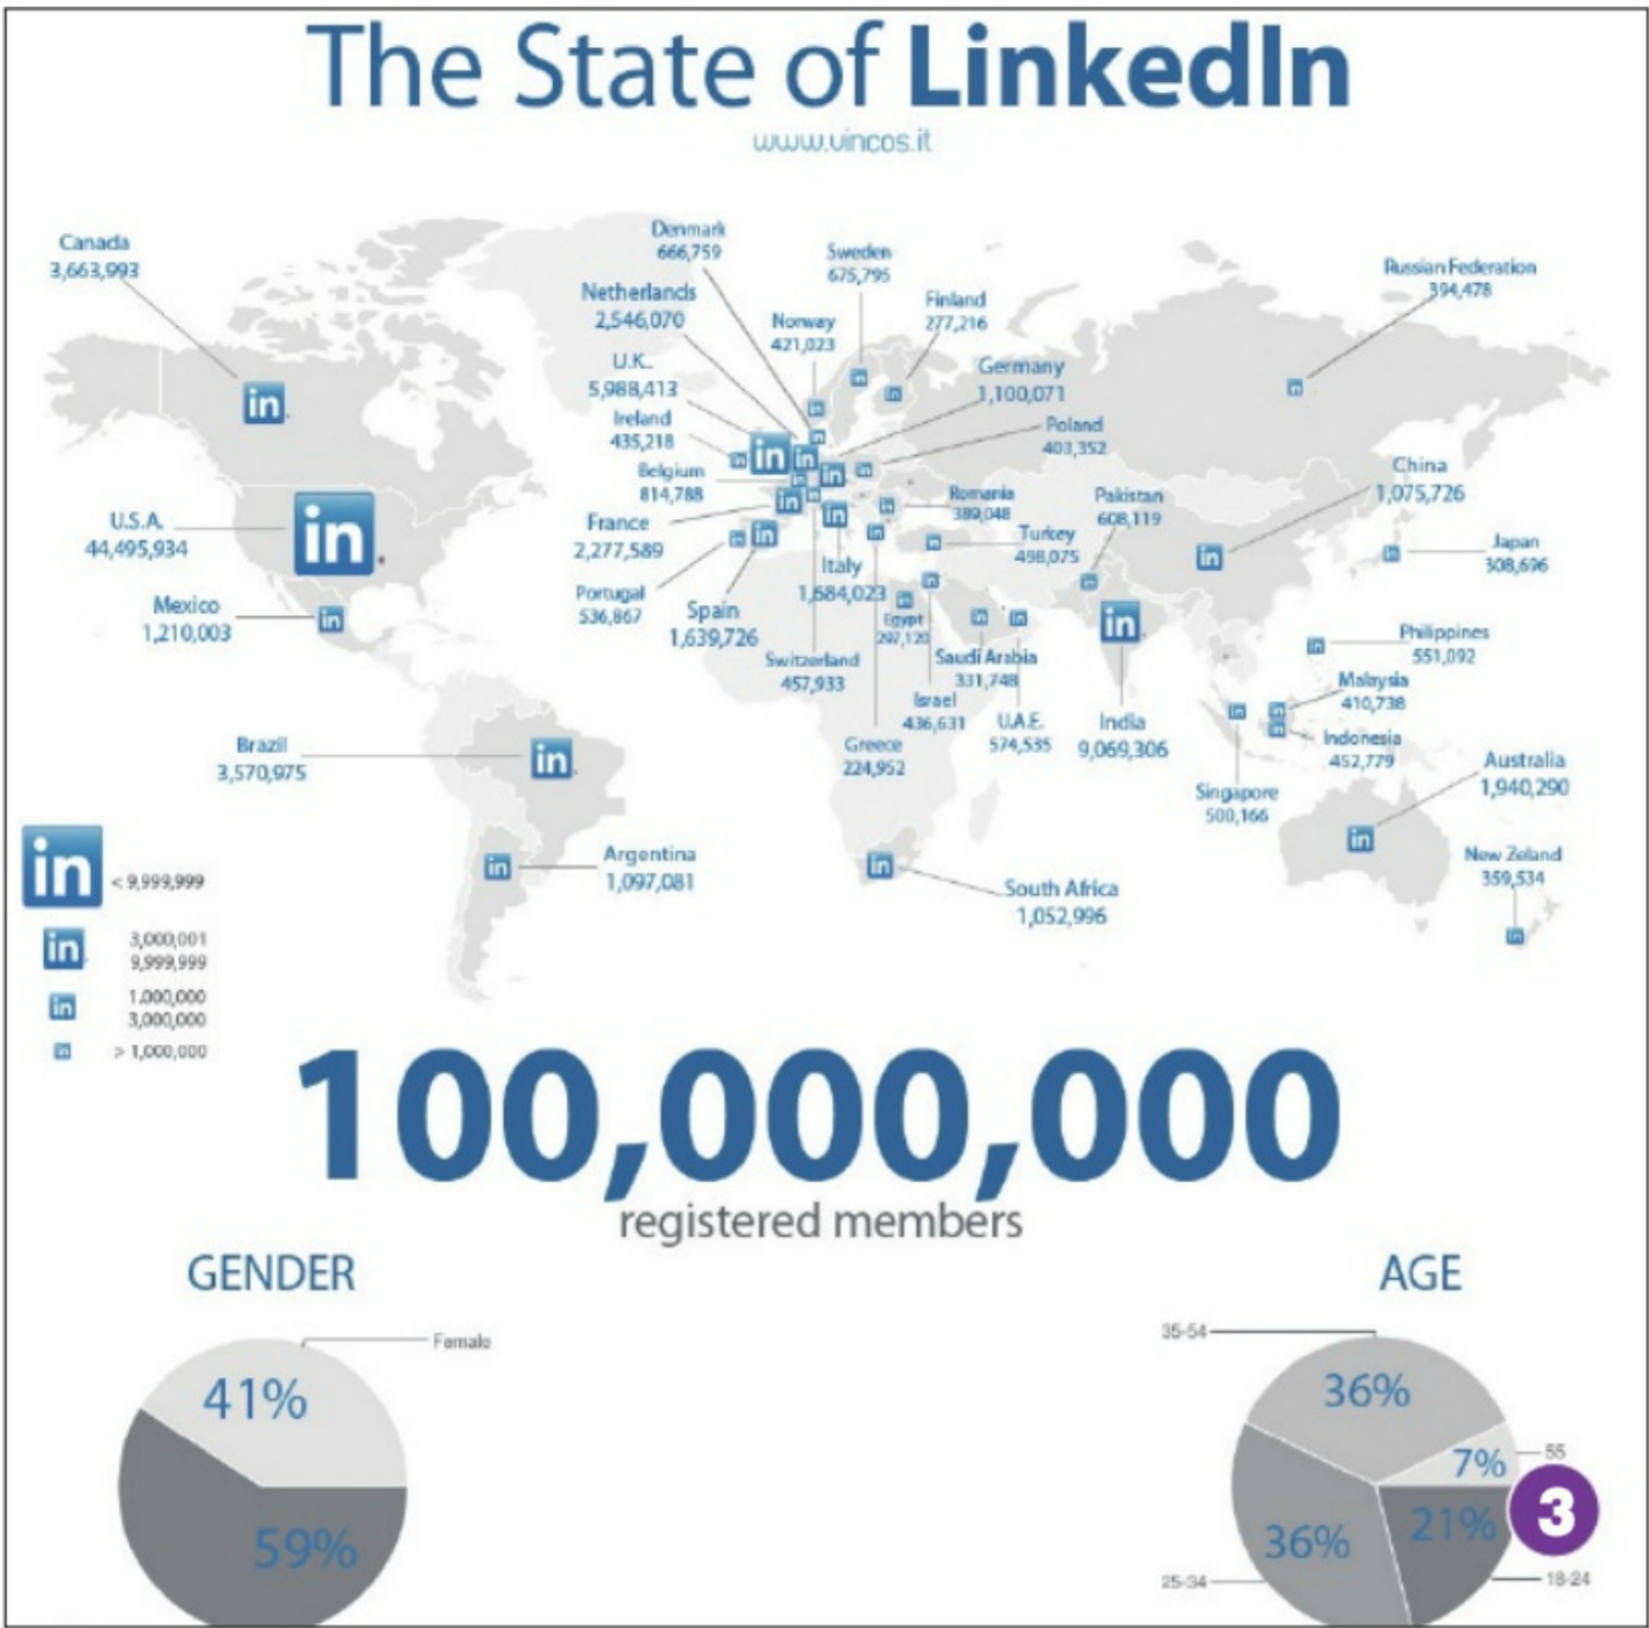 The State of LinkedIn
www.vincos.it
Canada
3,663,993
Denmark
666,759
Sweden
675,795
Russian Federation
394,478
Netherlands
2,546,070
Finland
277,216
Norway
421,023
U.K.
5,988,413
Germany
1,100,071
Ireland
435,218
Poland
403,352
Belgium
814,788
China
1,075,726
U.S.A.
44,495,934
France
2,277,589
Romania
389,048
Pakistan
608,119
Turkey
498,075
Japan
308,696
Italy
1,684,023
Portugal
536,867
Mexico
1,210,003
Spain
1,639,726
Egypt
297,120
Philippines
551,092
Switzerland
457,933
Saudi Arabia
331,748
Malaysia
410,738
Israel
436,631
U.A.E.
574,535
India
9,069,306
Indonesia
452,779
Brazil
3,570,975
Greece
224,952
Australia
1,940,290
Singapore
500,166
Argentina
1,097,081
New Zeland
359,534
South Africa
1,052,996
in
< 9,999,999
in
3,000,001
9,999,999
in
1.000,000
3,000,000
in
> 1,000,000
100,000,000
registered members
GENDER
Female
41%
59%
AGE
35-54
36%
55
7%
3
21%
36%
25-34
18-24